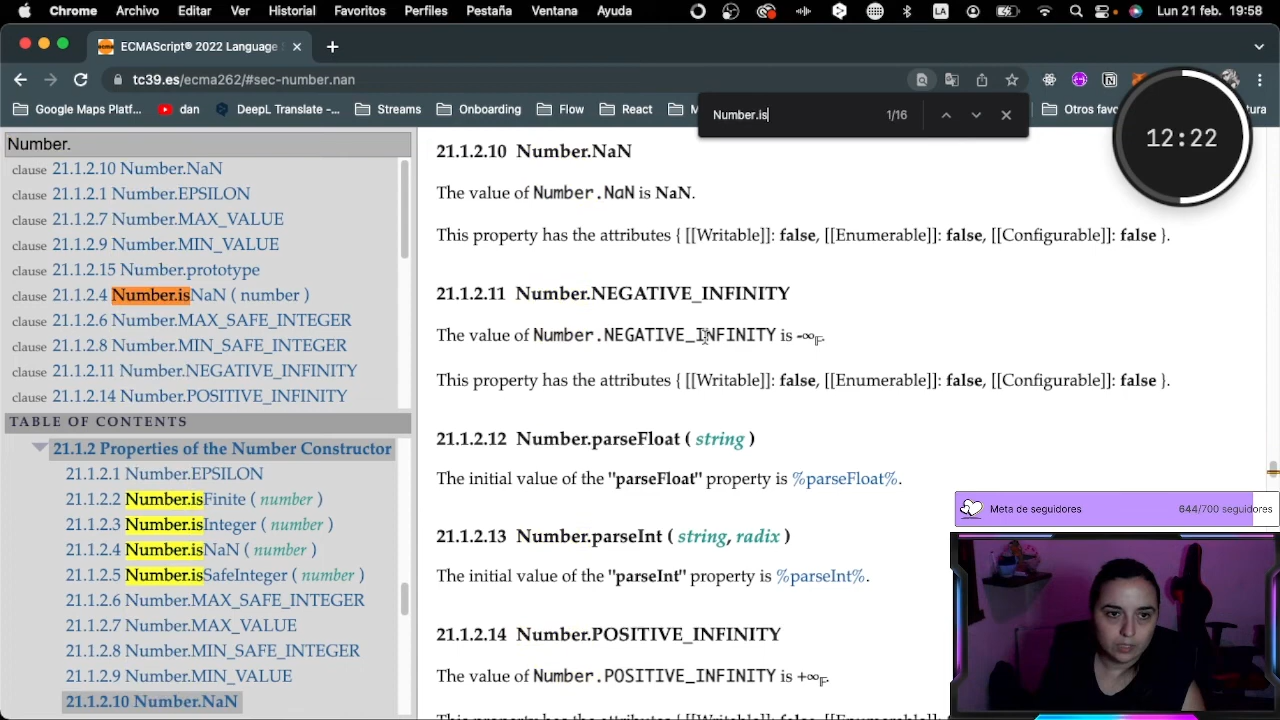 Chrome Archivo Editar Ver Historial Favoritos Perfiles Pestaña Ventana Ayuda LA Lun 21 feb. 19:58
ecma ECMAScript® 2022 Language
tc39.es/ecma262/#sec-number.nan
Google Maps Platf... dan DeepL Translate -... Streams Onboarding Flow Otros favo
Number.is 1/16
12:22
Number.
clause 21.1.2.10 Number.NaN
clause 21.1.2.1 Number.EPSILON
clause 21.1.2.7 Number.MAX_VALUE
clause 21.1.2.9 Number.MIN_VALUE
clause 21.1.2.15 Number.prototype
clause 21.1.2.4 Number.isNaN ( number )
clause 21.1.2.6 Number.MAX_SAFE_INTEGER
clause 21.1.2.8 Number.MIN_SAFE_INTEGER
clause 21.1.2.11 Number.NEGATIVE_INFINITY
clause 21.1.2.14 Number.POSITIVE_INFINITY
TABLE OF CONTENTS
21.1.2 Properties of the Number Constructor
21.1.2.1 Number.EPSILON
21.1.2.2 Number.isFinite ( number )
21.1.2.3 Number.isInteger ( number )
21.1.2.4 Number.isNaN ( number )
21.1.2.5 Number.isSafeInteger ( number )
21.1.2.6 Number.MAX_SAFE_INTEGER
21.1.2.7 Number.MAX_VALUE
21.1.2.8 Number.MIN_SAFE_INTEGER
21.1.2.9 Number.MIN_VALUE
21.1.2.10 Number.NaN
21.1.2.10 Number.NaN
The value of Number.NaN is NaN.
This property has the attributes { [[Writable]]: false, [[Enumerable]]: false, [[Configurable]]: false }.
21.1.2.11 Number.NEGATIVE_INFINITY
The value of Number.NEGATIVE_INFINITY is -∞𝔽.
This property has the attributes { [[Writable]]: false, [[Enumerable]]: false, [[Configurable]]: false }.
21.1.2.12 Number.parseFloat ( string )
The initial value of the "parseFloat" property is %parseFloat%.
21.1.2.13 Number.parseInt ( string, radix )
The initial value of the "parseInt" property is %parseInt%.
21.1.2.14 Number.POSITIVE_INFINITY
The value of Number.POSITIVE_INFINITY is +∞𝔽.
Meta de seguidores 644/700 seguidores